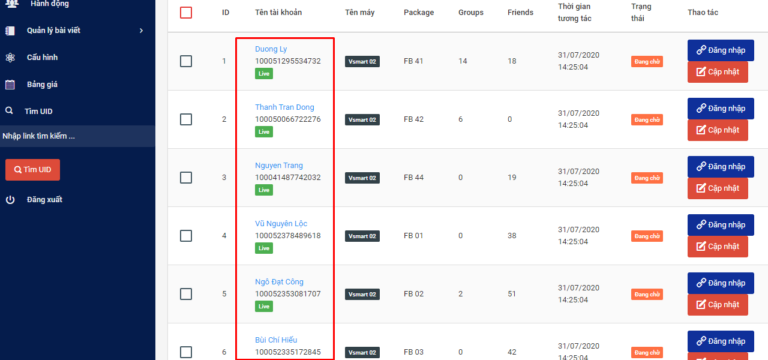 Hành động
Quản lý bài viết
Cấu hình
Bảng giá
Tìm UID
Nhập link tìm kiếm ...
Tìm UID
Đăng xuất
ID Tên tài khoản Tên máy Package Groups Friends Thời gian tương tác Trạng thái Thao tác
1 Duong Ly 100051295534732 Live Vsmart 02 FB 41 14 18 31/07/2020 14:25:04 Đang chờ Đăng nhập Cập nhật
2 Thanh Tran Dong 100050066722276 Live Vsmart 02 FB 42 6 0 31/07/2020 14:25:04 Đang chờ Đăng nhập Cập nhật
3 Nguyen Trang 100041487742032 Live Vsmart 02 FB 44 0 19 31/07/2020 14:25:04 Đang chờ Đăng nhập Cập nhật
4 Vũ Nguyên Lộc 100052378489618 Live Vsmart 02 FB 01 0 38 31/07/2020 14:25:04 Đang chờ Đăng nhập Cập nhật
5 Ngô Đạt Công 100052353081707 Live Vsmart 02 FB 02 2 51 31/07/2020 14:25:04 Đang chờ Đăng nhập Cập nhật
6 Bùi Chí Hiếu 100052335172845 Vsmart 02 FB 03 0 42 31/07/2020 14:25:04 Đang chờ Đăng nhập Cập nhật